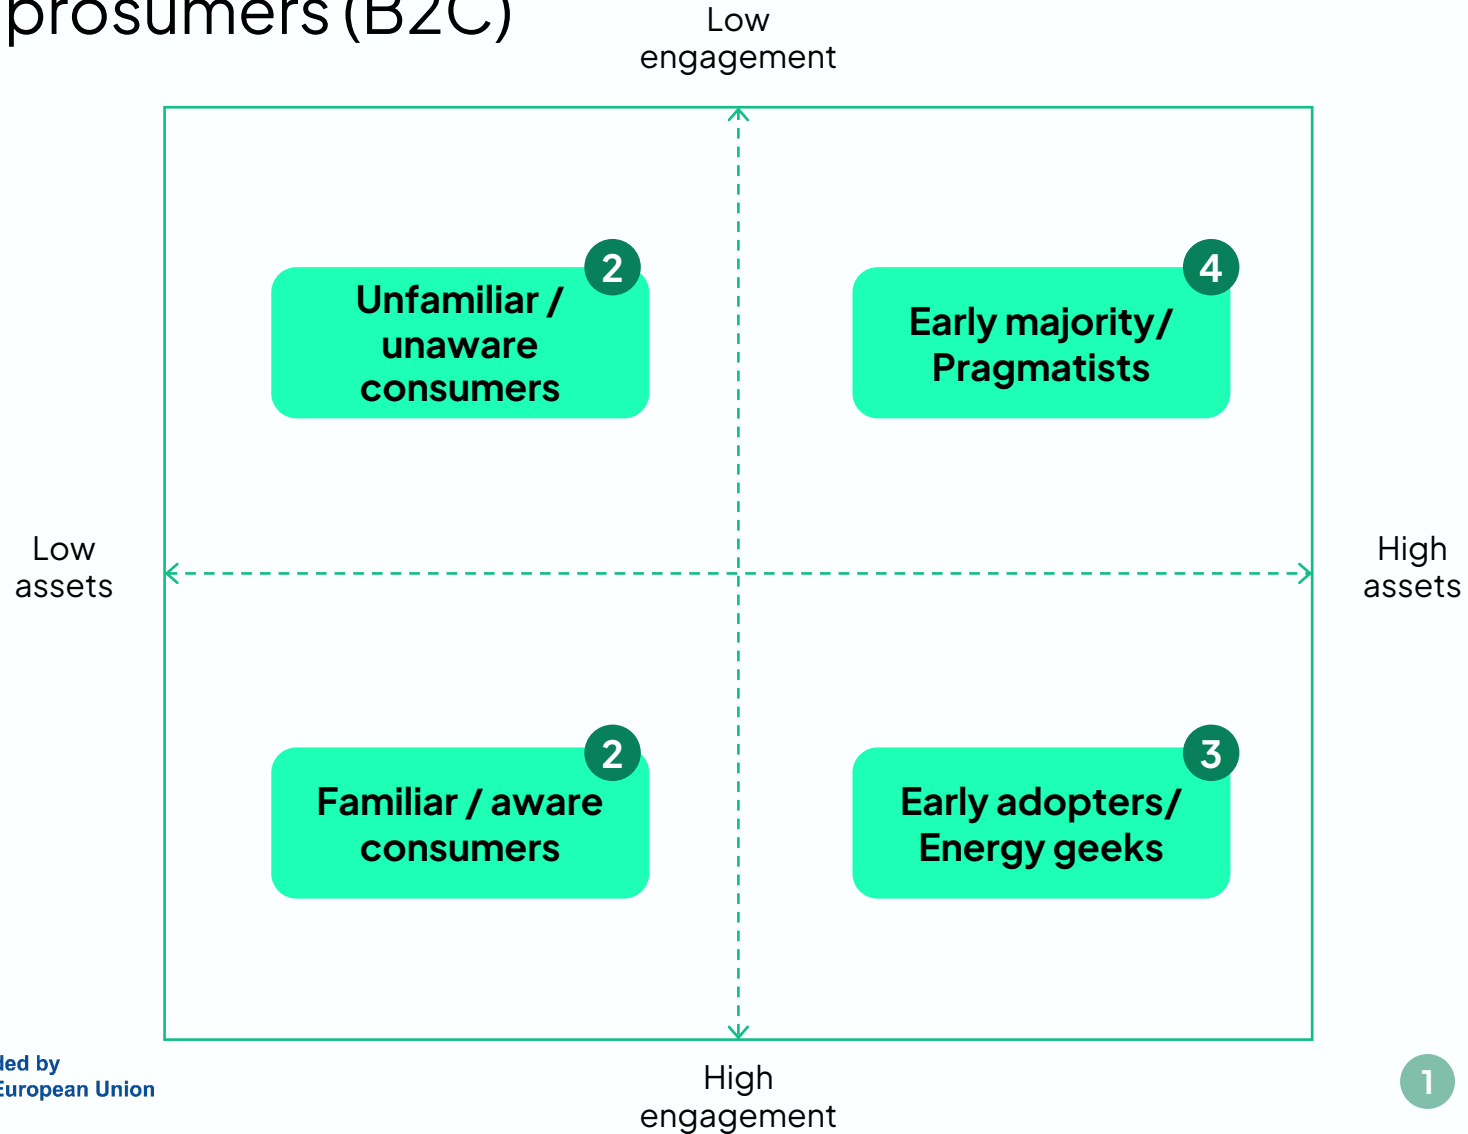 prosumers (B2C)
Low
engagement
2
Unfamiliar /
unaware
consumers
4
Early majority/
Pragmatists
Low
assets
High
assets
2
Familiar / aware
consumers
3
Early adopters/
Energy geeks
by
European Union
High
engagement
1